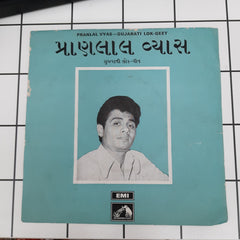 PRANLAL VYAS—GUJARATI LOK-GEET
પ્રાણલાલ વ્યાસ
ગુજરાતી લોક-ગીત
EMI